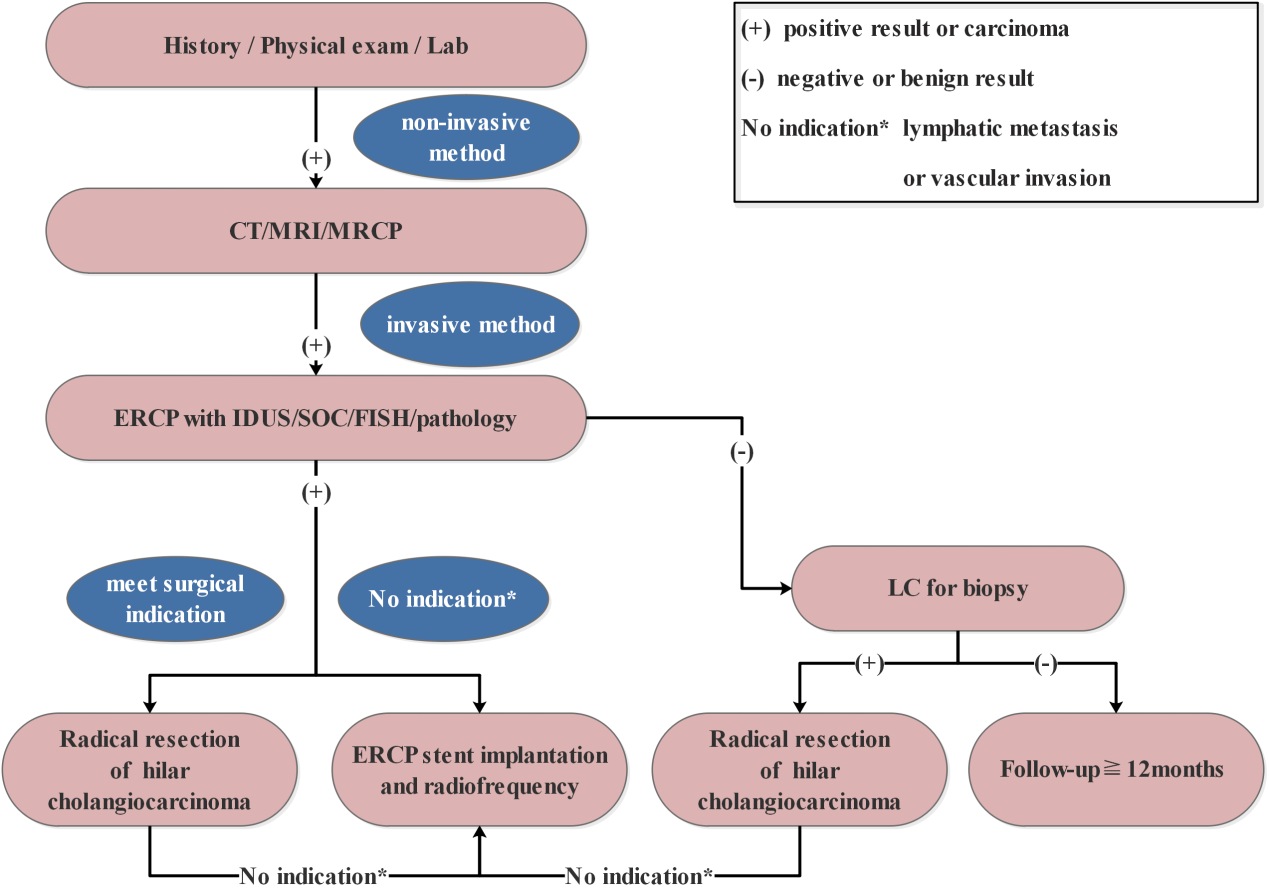 History / Physical exam / Lab
(+) positive result or carcinoma
(-) negative or benign result
No indication* lymphatic metastasis
or vascular invasion
non-invasive
method
(+)
CT/MRI/MRCP
invasive method
(+)
ERCP with IDUS/SOC/FISH/pathology
(-)
(+)
meet surgical
indication
No indication*
LC for biopsy
(+)
(-)
Radical resection
of hilar
cholangiocarcinoma
ERCP stent implantation
and radiofrequency
Radical resection
of hilar
cholangiocarcinoma
Follow-up≧12months
No indication*
No indication*